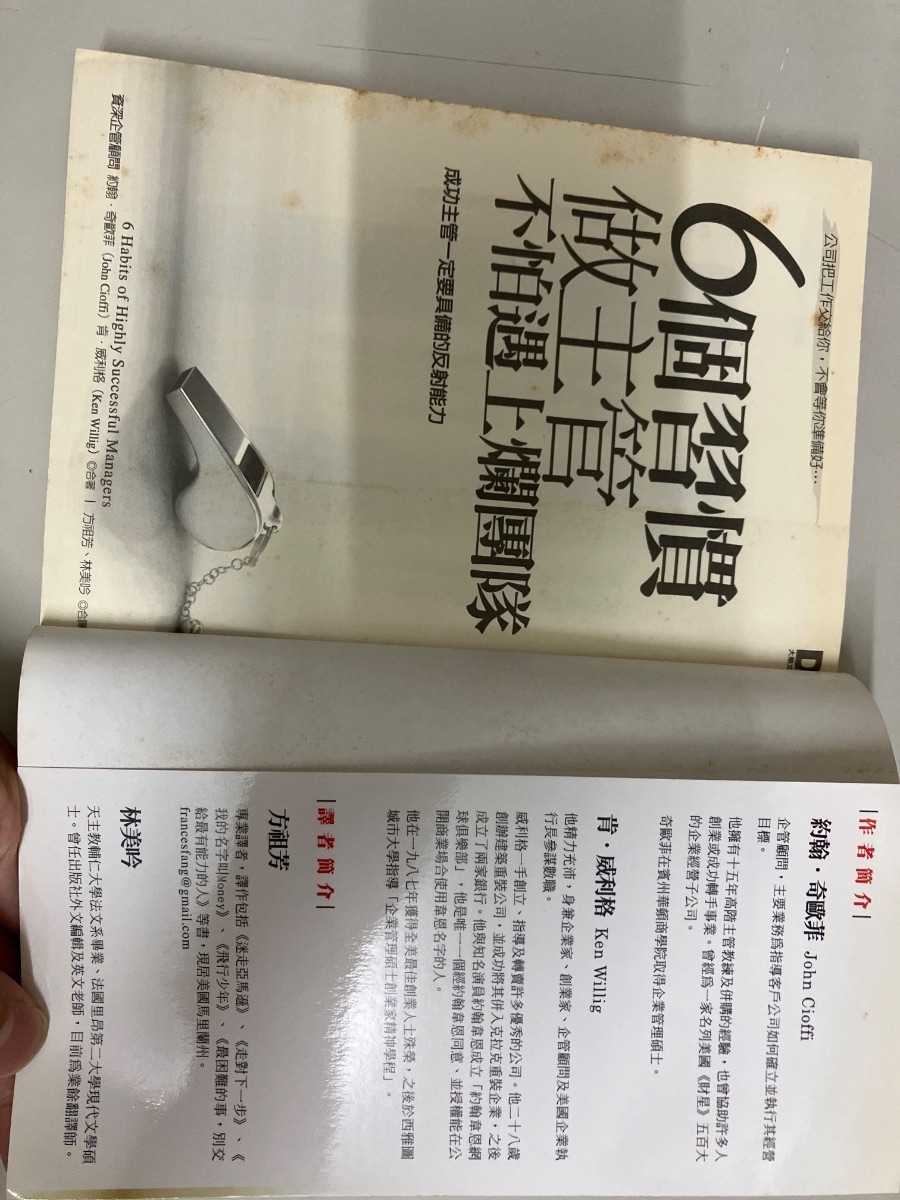 公司把工作交給你，不會等你準備好…
6個習慣
做主管
不怕遇上爛團隊
成功主管一定要具備的反射能力
6 Habits of Highly Successful Managers
資深企管顧問 約翰・奇歐菲（John Cioffi）肯・威利格（Ken Willig）◎合著｜方祖芳、林美吟 ◎合譯
作者簡介
約翰・奇歐菲 John Cioffi
企管顧問，主要業務為指導客戶公司如何確立並執行其經營
目標。
他擁有十五年高階主管教練及併購的經驗，也曾協助許多人
創業或成功轉手事業。曾經為一家名列美國《財星》五百大
的企業經營子公司。
奇歐菲在賓州華頓商學院取得企業管理碩士。
肯・威利格 Ken Willig
他精力充沛，身兼企業家、創業家、企管顧問及美國企業執
行長參謀數職。
威利格一手創立、指導及轉賣許多優秀的公司。他二十八歲
創辦建築重裝公司，並成功將其併入克拉克重裝企業，之後
成立了兩家銀行。他與知名演員約翰韋恩成立「約翰韋恩網
球俱樂部」，他是唯一一個經約翰韋恩同意、並授權能在公
開商業場合使用韋恩名字的人。
他在一九八七年獲得全美最佳創業人士殊榮，之後於西雅圖
城市大學指導「企業管理碩士創業家精神學程」。
譯者簡介
方祖芳
專業譯者，譯作包括《迷走亞馬遜》、《走對下一步》、《
我的名字叫Money》、《飛行少年》、《最困難的事，別交
給最有能力的人》等書，現居美國馬里蘭州。
francesfang@gmail.com
林美吟
天主教輔仁大學法文系畢業、法國里昂第二大學現代文學碩
士。曾任出版社外文編輯及英文老師，目前為業餘翻譯師。